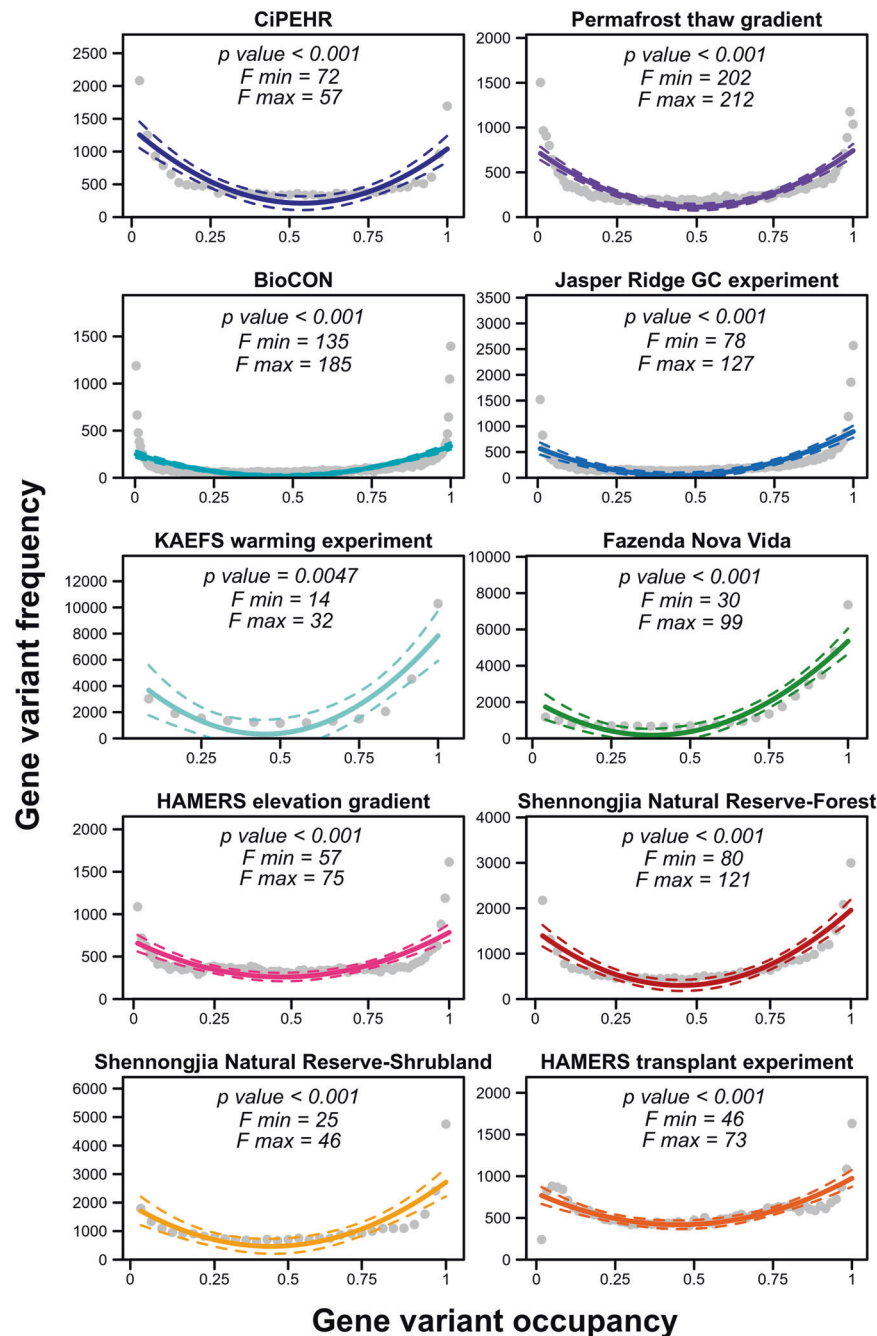 CiPEHR
p value < 0.001
F min = 72
F max = 57
2500
2000
1500
1000
500
0
0 0.25 0.5 0.75 1
Permafrost thaw gradient
p value < 0.001
F min = 202
F max = 212
2000
1500
1000
500
0
0 0.25 0.5 0.75 1
BioCON
p value < 0.001
F min = 135
F max = 185
1500
1000
500
0
0 0.25 0.5 0.75 1
Jasper Ridge GC experiment
p value < 0.001
F min = 78
F max = 127
3500
3000
2500
2000
1500
1000
500
0
0 0.25 0.5 0.75 1
Gene variant frequency
KAEFS warming experiment
p value = 0.0047
F min = 14
F max = 32
12000
10000
8000
6000
4000
2000
0
0.25 0.5 0.75 1
Fazenda Nova Vida
p value < 0.001
F min = 30
F max = 99
10000
8000
6000
4000
2000
0
0 0.25 0.5 0.75 1
HAMERS elevation gradient
p value < 0.001
F min = 57
F max = 75
2000
1500
1000
500
0
0 0.25 0.5 0.75 1
Shennongjia Natural Reserve-Forest
p value < 0.001
F min = 80
F max = 121
4000
3000
2000
1000
0
0 0.25 0.5 0.75 1
Shennongjia Natural Reserve-Shrubland
p value < 0.001
F min = 25
F max = 46
6000
5000
4000
3000
2000
1000
0
0 0.25 0.5 0.75 1
HAMERS transplant experiment
p value < 0.001
F min = 46
F max = 73
2000
1500
1000
500
0
0 0.25 0.5 0.75 1
Gene variant occupancy